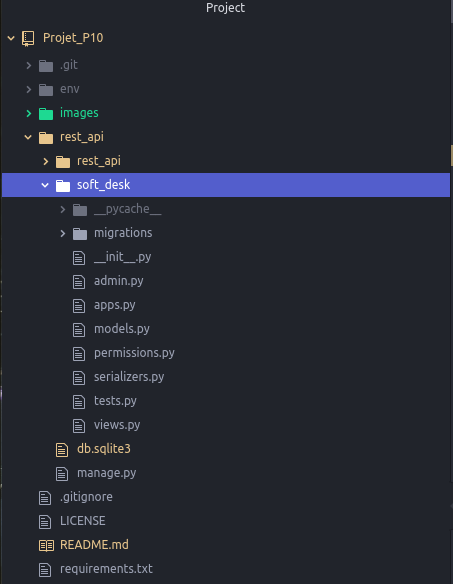 Project
Projet_P10
.git
env
images
rest_api
rest_api
soft_desk
__pycache__
migrations
__init__.py
admin.py
apps.py
models.py
permissions.py
serializers.py
tests.py
views.py
db.sqlite3
manage.py
.gitignore
LICENSE
README.md
requirements.txt